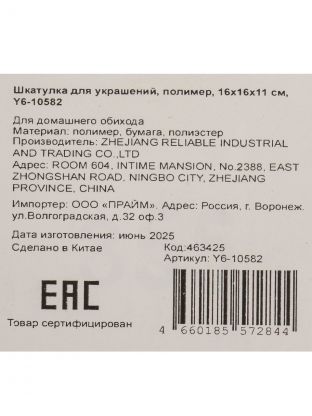 Шкатулка для украшений, полимер, 16х16х11 см,
Y6-10582
Для домашнего обихода
Материал: полимер, бумага, полиэстер
Производитель: ZHEJIANG RELIABLE INDUSTRIAL
AND TRADING CO.,LTD
Адрес: ROOM 604, INTIME MANSION, No.2388, EAST
ZHONGSHAN ROAD, NINGBO CITY, ZHEJIANG
PROVINCE, CHINA
Импортер: ООО «ПРАЙМ». Адрес: Россия, г. Воронеж.
ул.Волгоградская, д.32 оф.3
Дата изготовления: июнь 2025
Сделано в Китае
Код:463425
Артикул: Y6-10582
EAC
Товар сертифицирован
4 660185 572844